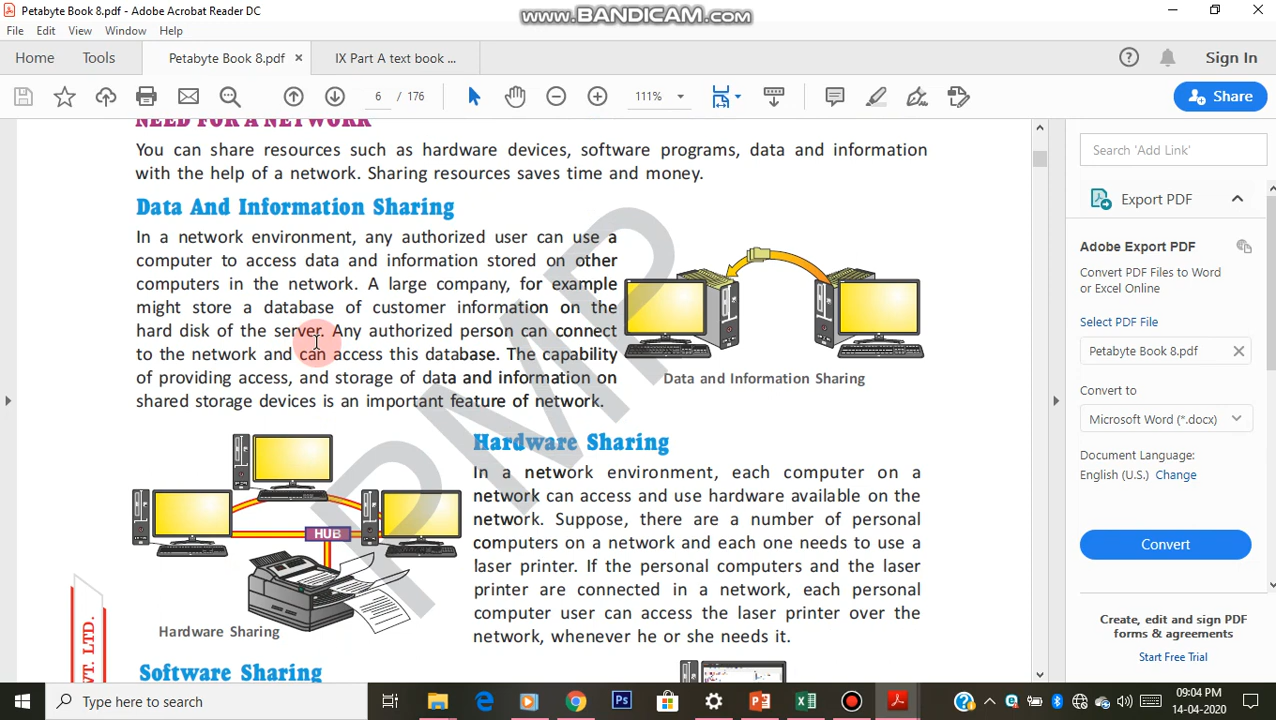 Petabyte Book 8.pdf - Adobe Acrobat Reader DC
www.BANDICAM.com
File Edit View Window Help
Home Tools Petabyte Book 8.pdf × IX Part A text book ... Sign In
6 / 176 111% Share
NEED FOR A NETWORK
You can share resources such as hardware devices, software programs, data and information
with the help of a network. Sharing resources saves time and money.
Data And Information Sharing
In a network environment, any authorized user can use a
computer to access data and information stored on other
computers in the network. A large company, for example
might store a database of customer information on the
hard disk of the server. Any authorized person can connect
to the network and can access this database. The capability
of providing access, and storage of data and information on
shared storage devices is an important feature of network.
Data and Information Sharing
HUB
Hardware Sharing
Hardware Sharing
In a network environment, each computer on a
network can access and use hardware available on the
network. Suppose, there are a number of personal
computers on a network and each one needs to use a
laser printer. If the personal computers and the laser
printer are connected in a network, each personal
computer user can access the laser printer over the
network, whenever he or she needs it.
Software Sharing
PVT. LTD.
PMP
Search 'Add Link'
Export PDF
Adobe Export PDF
Convert PDF Files to Word
or Excel Online
Select PDF File
Petabyte Book 8.pdf
Convert to
Microsoft Word (*.docx)
Document Language:
English (U.S.) Change
Convert
Create, edit and sign PDF
forms & agreements
Start Free Trial
Type here to search
09:04 PM
14-04-2020